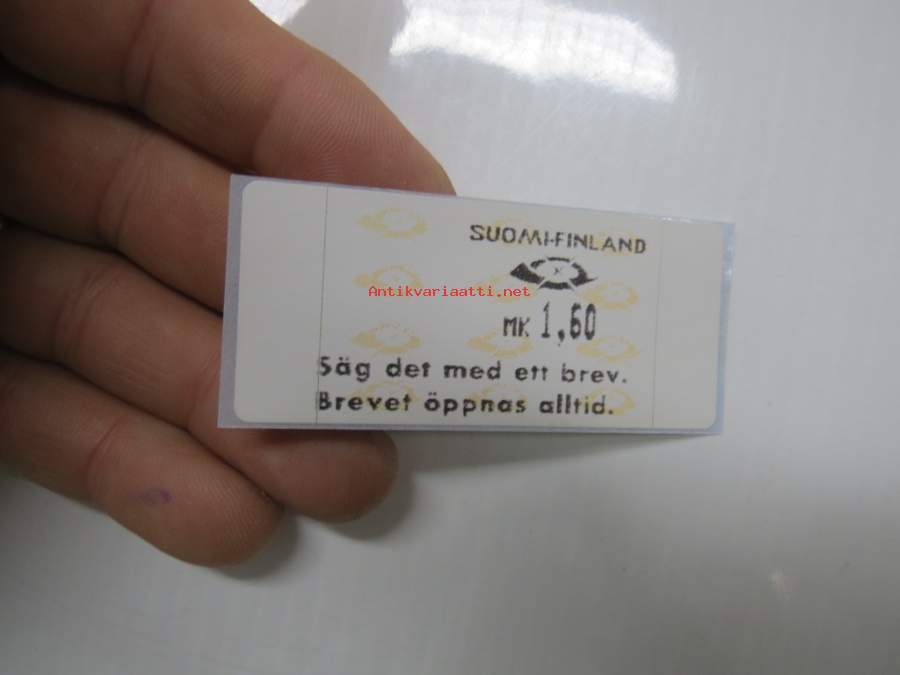 SUOMI-FINLAND
Antikvariaatti.net
MK 1,60
Säg det med ett brev.
Brevet öppnas alltid.